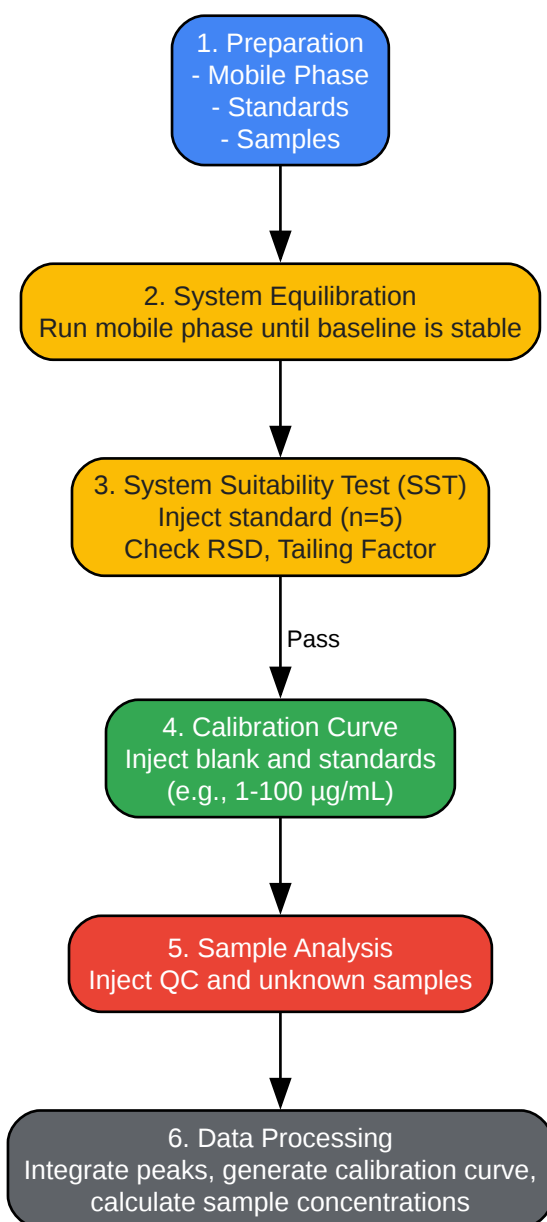 1. Preparation
- Mobile Phase
- Standards
- Samples
2. System Equilibration
Run mobile phase until baseline is stable
3. System Suitability Test (SST)
Inject standard (n=5)
Check RSD, Tailing Factor
Pass
4. Calibration Curve
Inject blank and standards
(e.g., 1-100 µg/mL)
5. Sample Analysis
Inject QC and unknown samples
6. Data Processing
Integrate peaks, generate calibration curve,
calculate sample concentrations